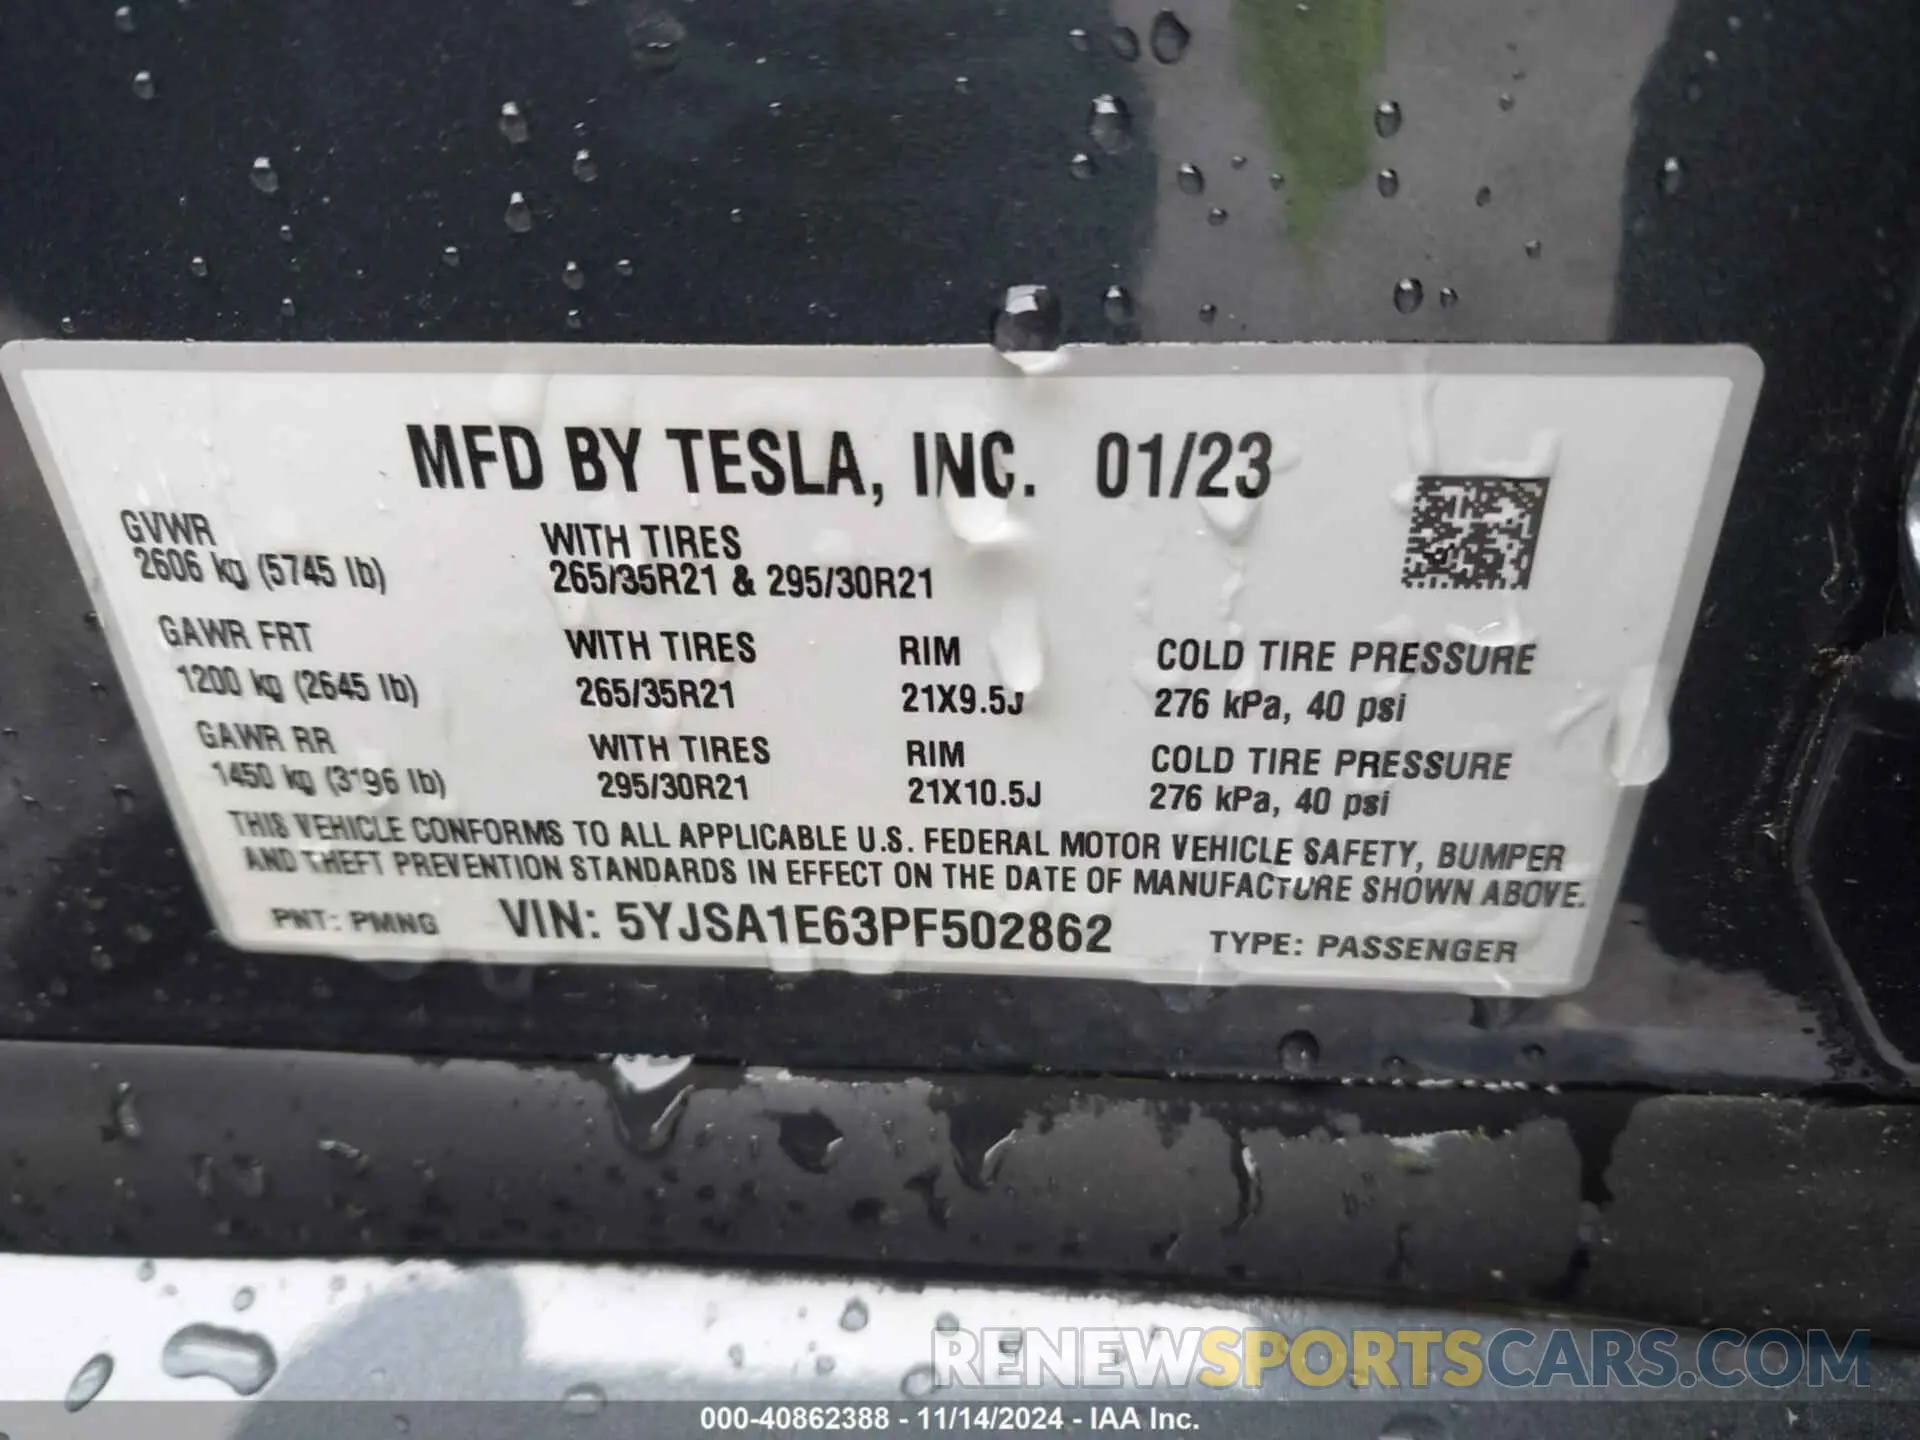 MFD BY TESLA, INC. 01/23
GVWR
2606 kg (5745 lb)
WITH TIRES
265/35R21 & 295/30R21
GAWR FRT
1200 kg (2645 lb)
WITH TIRES
265/35R21
RIM
21X9.5J
COLD TIRE PRESSURE
276 kPa, 40 psi
GAWR RR
1450 kg (3196 lb)
WITH TIRES
295/30R21
RIM
21X10.5J
COLD TIRE PRESSURE
276 kPa, 40 psi
THIS VEHICLE CONFORMS TO ALL APPLICABLE U.S. FEDERAL MOTOR VEHICLE SAFETY, BUMPER
AND THEFT PREVENTION STANDARDS IN EFFECT ON THE DATE OF MANUFACTURE SHOWN ABOVE.
PNT: PMNG VIN: 5YJSA1E63PF502862 TYPE: PASSENGER
RENEWSPORTSCARS.COM
000-40862388 - 11/14/2024 - IAA Inc.